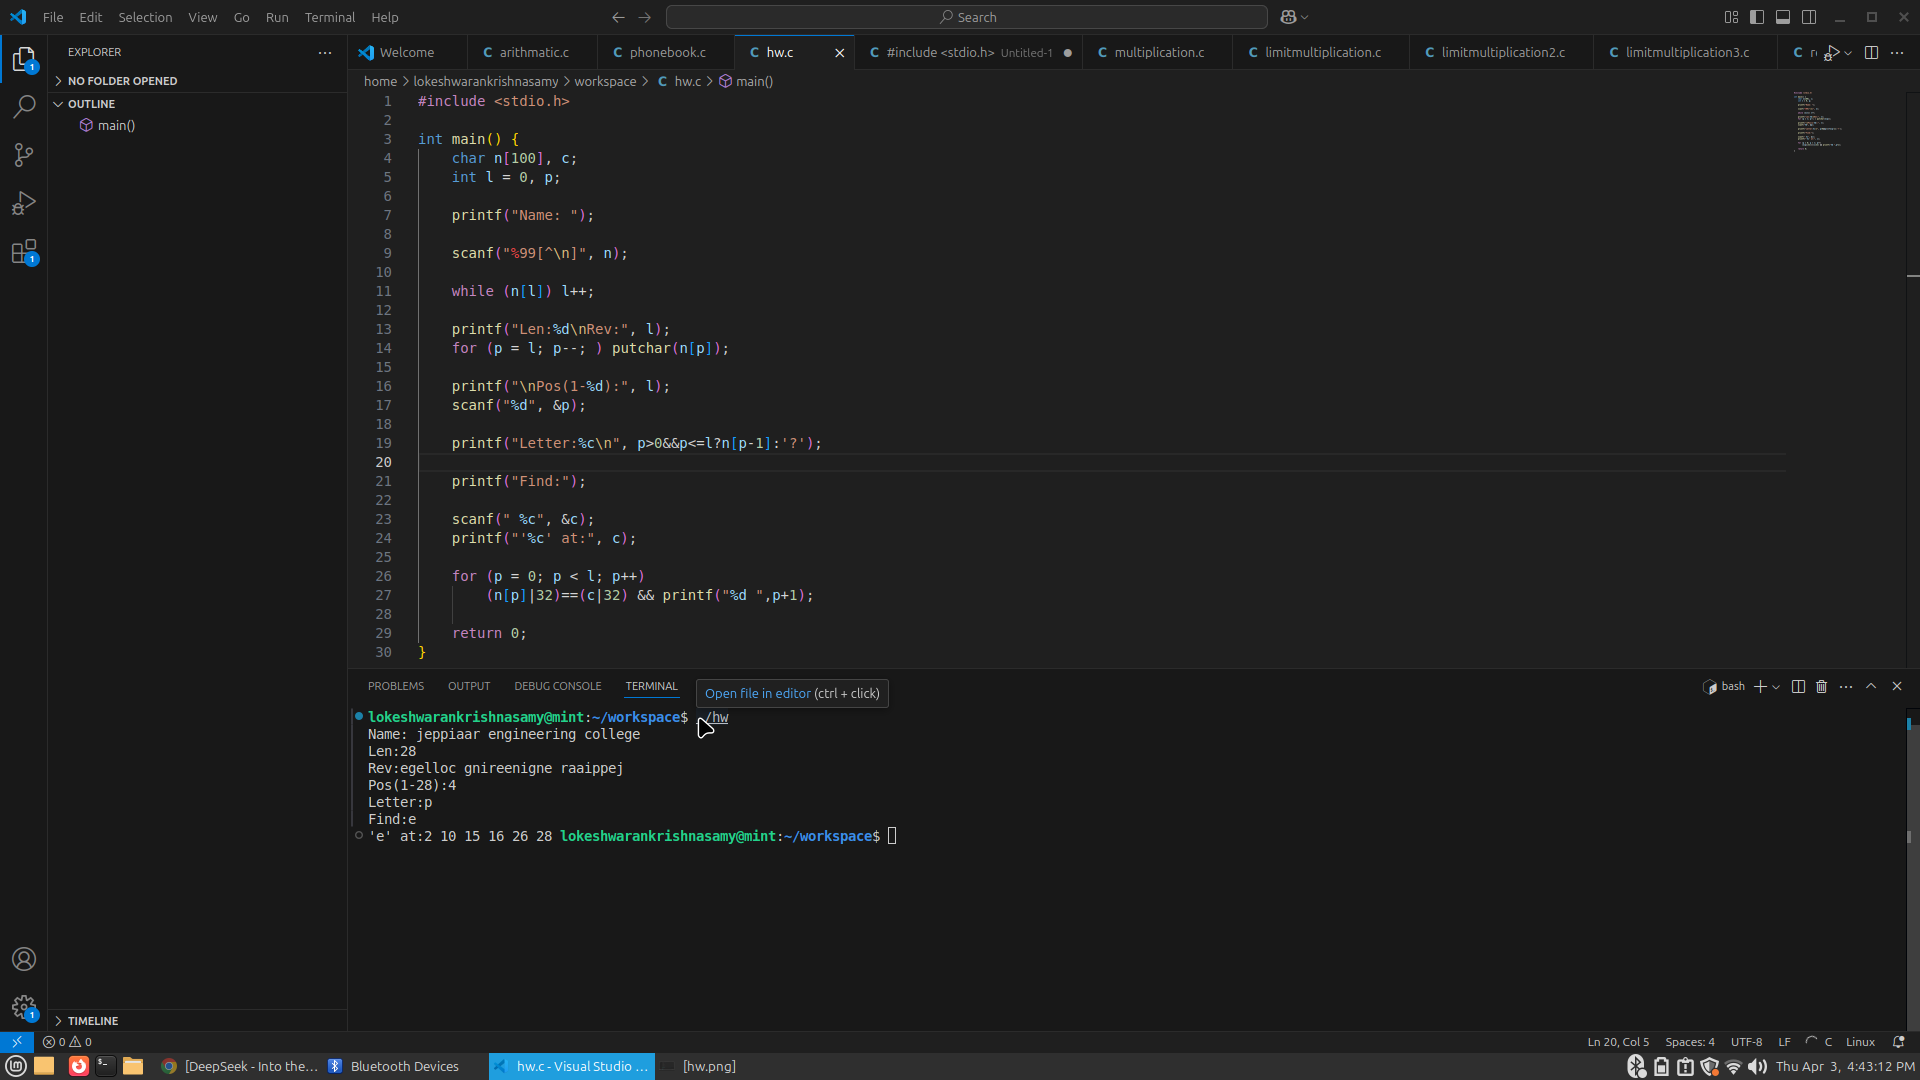 File Edit Selection View Go Run Terminal Help
Search
EXPLORER
NO FOLDER OPENED
OUTLINE
main()
TIMELINE
Welcome arithmatic.c phonebook.c hw.c #include <stdio.h> Untitled-1 multiplication.c limitmultiplication.c limitmultiplication2.c limitmultiplication3.c
home > lokeshwarankrishnasamy > workspace > C hw.c > main()
1 #include <stdio.h>
2
3 int main() {
4 char n[100], c;
5 int l = 0, p;
6
7 printf("Name: ");
8
9 scanf("%99[^\n]", n);
10
11 while (n[l]) l++;
12
13 printf("Len:%d\nRev:", l);
14 for (p = l; p--; ) putchar(n[p]);
15
16 printf("\nPos(1-%d):", l);
17 scanf("%d", &p);
18
19 printf("Letter:%c\n", p>0&&p<=l?n[p-1]:'?');
20
21 printf("Find:");
22
23 scanf(" %c", &c);
24 printf("'%c' at:", c);
25
26 for (p = 0; p < l; p++)
27 (n[p]|32)==(c|32) && printf("%d ",p+1);
28
29 return 0;
30 }
PROBLEMS OUTPUT DEBUG CONSOLE TERMINAL
Open file in editor (ctrl + click)
bash
lokeshwarankrishnasamy@mint:~/workspace$ ./hw
Name: jeppiaar engineering college
Len:28
Rev:egelloc gnireenigne raaippej
Pos(1-28):4
Letter:p
Find:e
'e' at:2 10 15 16 26 28 lokeshwarankrishnasamy@mint:~/workspace$
0 0
Ln 20, Col 5 Spaces: 4 UTF-8 LF C Linux
[DeepSeek - Into the... Bluetooth Devices hw.c - Visual Studio ... [hw.png]
Thu Apr 3, 4:43:12 PM